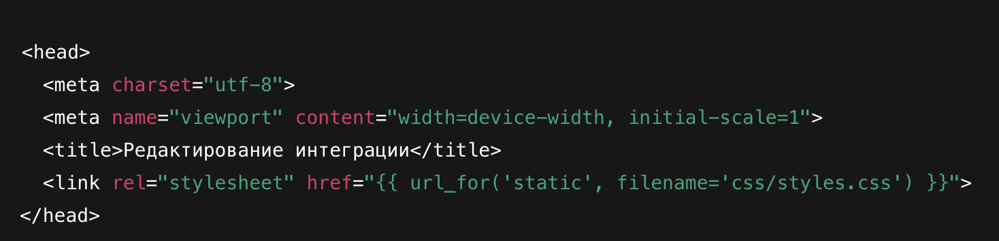 <head>
<meta charset="utf-8">
<meta name="viewport" content="width=device-width, initial-scale=1">
<title>Редактирование интеграции</title>
<link rel="stylesheet" href="{{ url_for('static', filename='css/styles.css') }}">
</head>